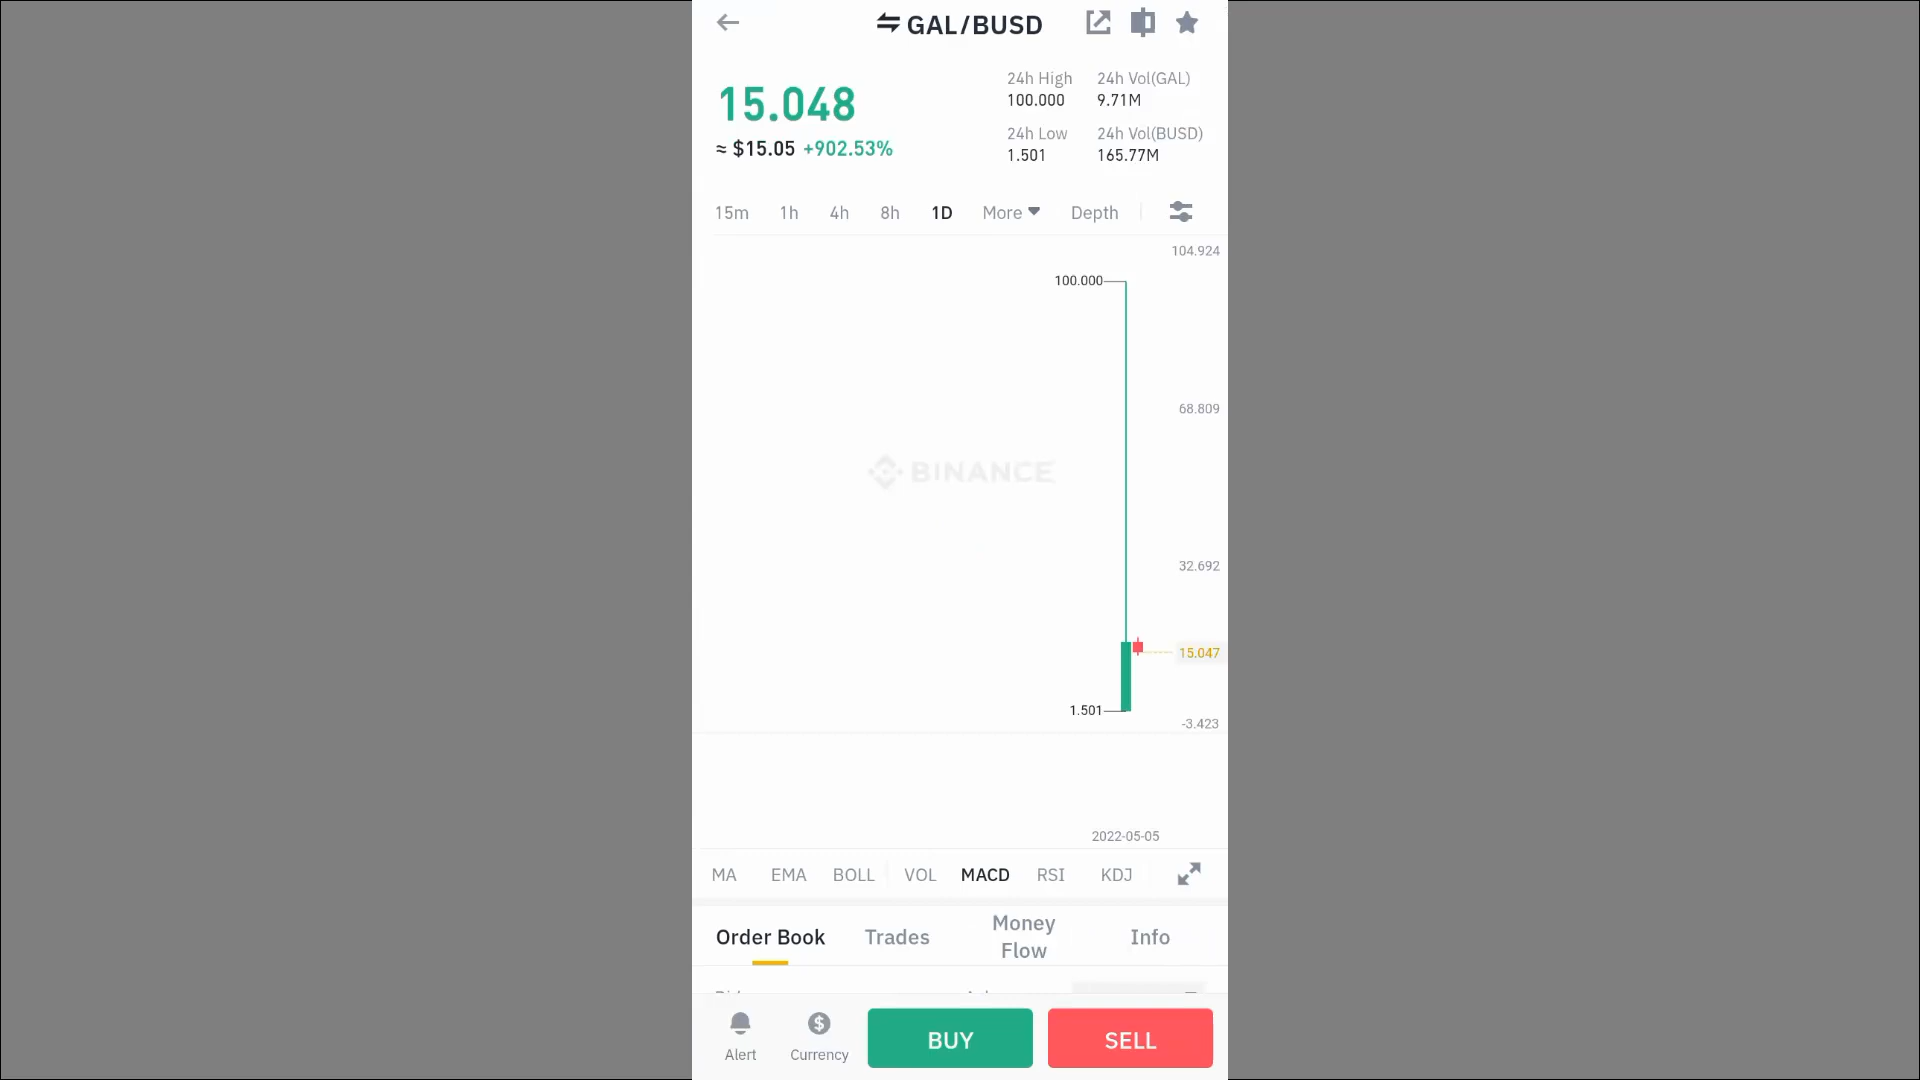 GAL/BUSD
15.048
≈ $15.05 +902.53%
24h High
100.000
24h Vol(GAL)
9.71M
24h Low
1.501
24h Vol(BUSD)
165.77M
15m 1h 4h 8h 1D More Depth
104.924
100.000
68.809
BINANCE
32.692
15.047
1.501
-3.423
2022-05-05
MA EMA BOLL VOL MACD RSI KDJ
Order Book Trades Money Flow Info
Alert Currency BUY SELL